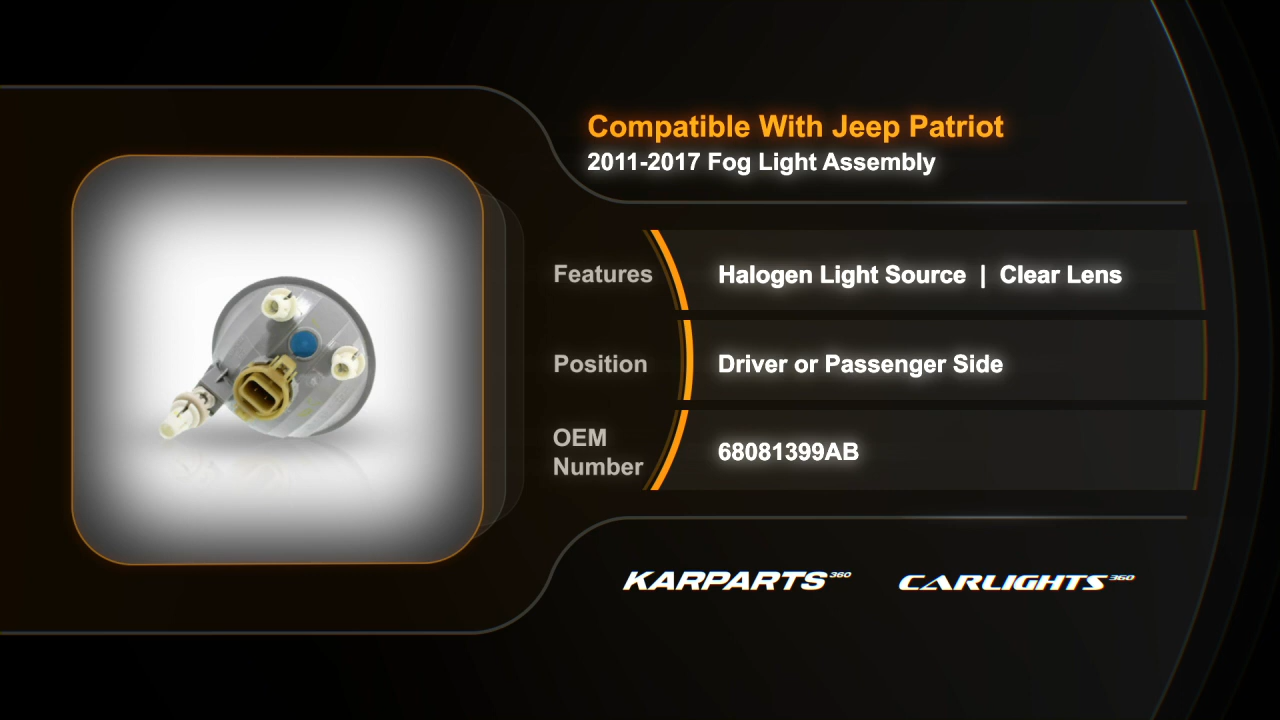 Compatible With Jeep Patriot
2011-2017 Fog Light Assembly
Features
Halogen Light Source | Clear Lens
Position
Driver or Passenger Side
OEM
Number
68081399AB
KARPARTS360
CARLIGHTS360